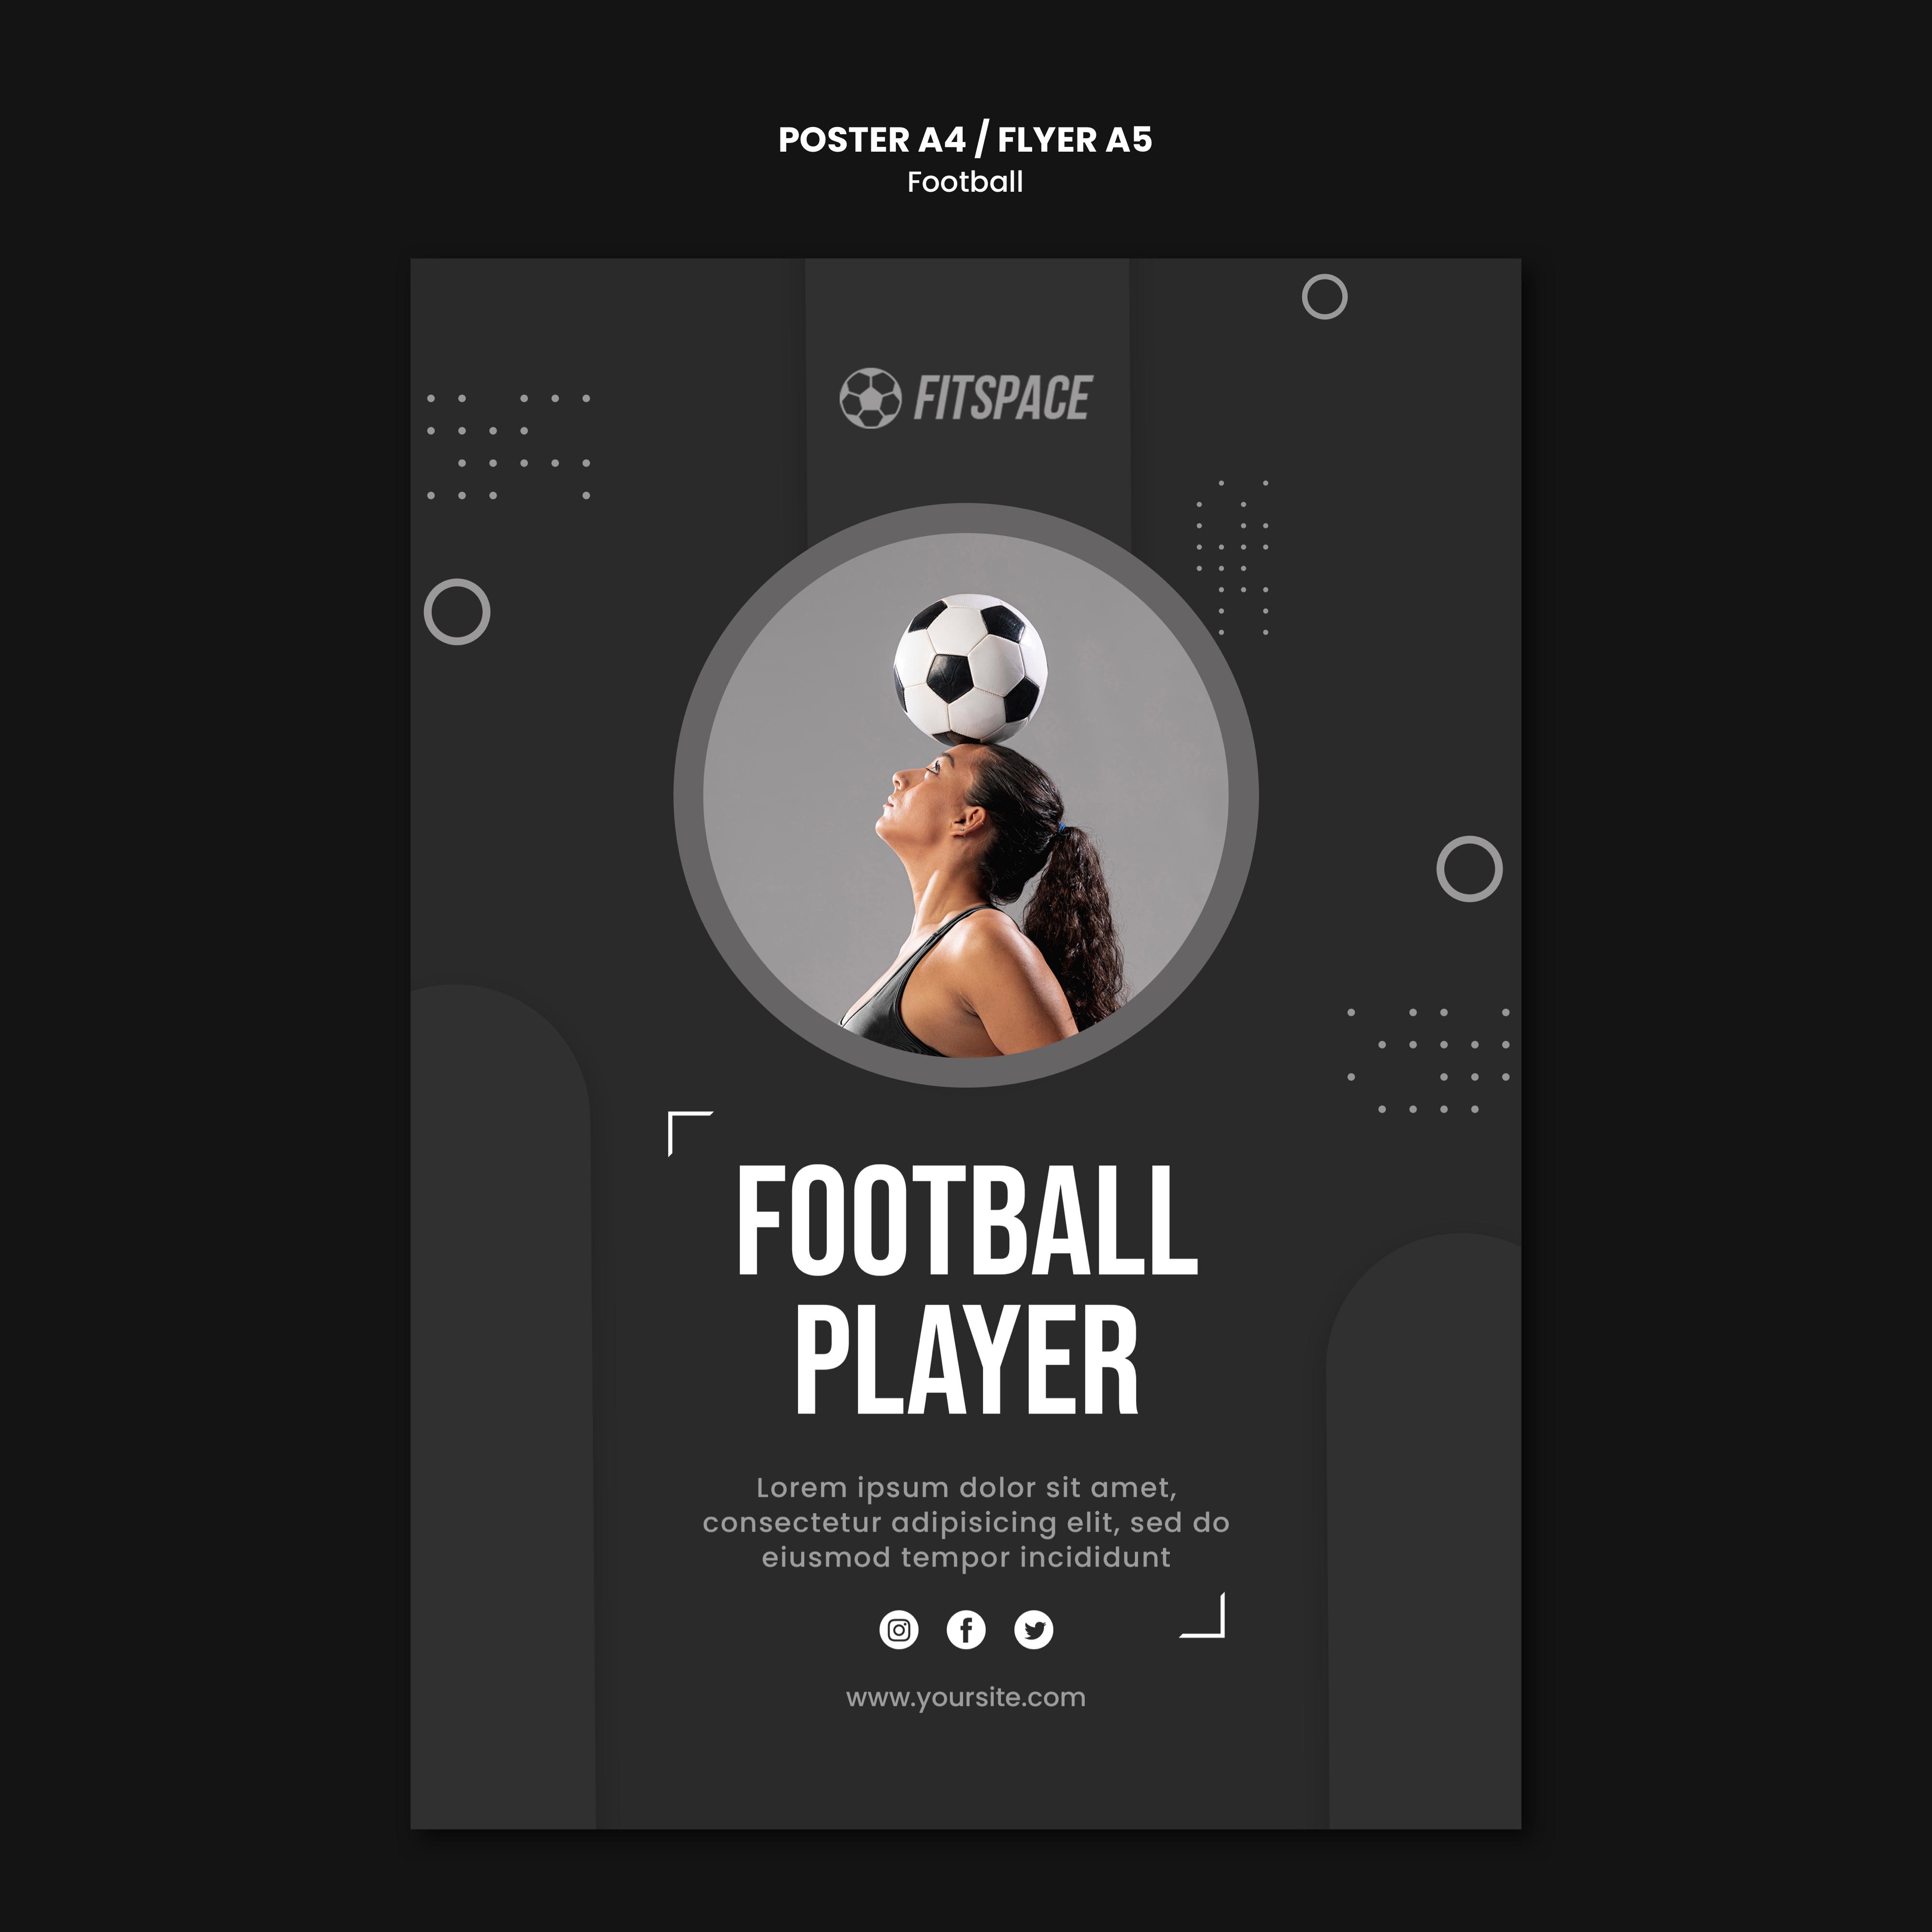 POSTER A4 / FLYER A5
Football
FITSPACE
FOOTBALL
PLAYER
Lorem ipsum dolor sit amet,
consectetur adipisicing elit, sed do
eiusmod tempor incididunt
www.yoursite.com